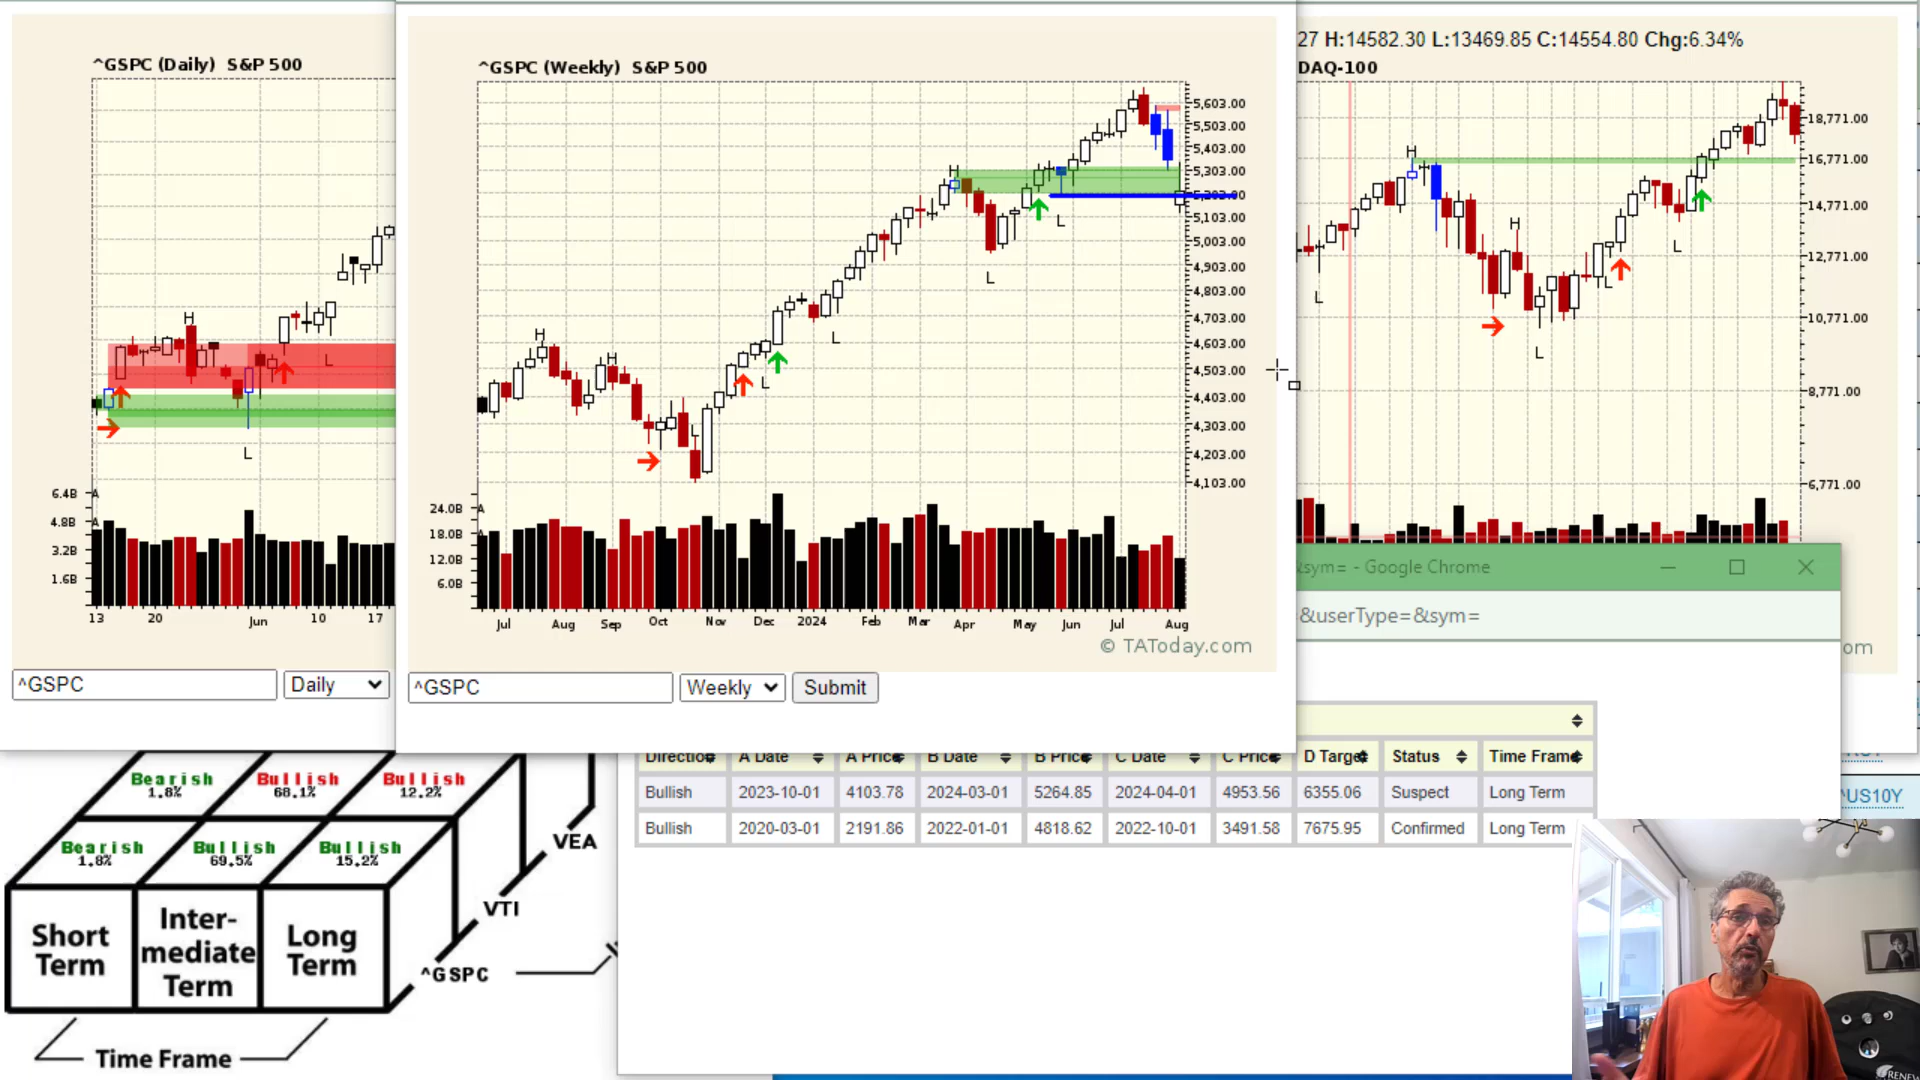 ^GSPC (Daily)  S&P 500
H
L
6.4B
A
4.8B
A
3.2B
1.6B
13
20
Jun
10
17
^GSPC
Daily
^GSPC (Weekly)  S&P 500
5,603.00
5,503.00
5,403.00
5,303.00
5,203.00
5,103.00
5,003.00
4,903.00
4,803.00
4,703.00
4,603.00
4,503.00
4,403.00
4,303.00
4,203.00
4,103.00
H
H
H
L
L
L
L
L
24.0B
A
18.0B
12.0B
6.0B
Jul
Aug
Sep
Oct
Nov
Dec
2024
Feb
Mar
Apr
May
Jun
Jul
Aug
© TAToday.com
^GSPC
Weekly
Submit
27 H:14582.30 L:13469.85 C:14554.80 Chg:6.34%
DAQ-100
18,771.00
16,771.00
14,771.00
12,771.00
10,771.00
8,771.00
6,771.00
H
H
L
L
L
L
sym= - Google Chrome
&userType=&sym=
om
^US10Y
Direction A Date A Price B Date B Price C Date C Price D Target Status Time Frame
Bullish 2023-10-01 4103.78 2024-03-01 5264.85 2024-04-01 4953.56 6355.06 Suspect Long Term
Bullish 2020-03-01 2191.86 2022-01-01 4818.62 2022-10-01 3491.58 7675.95 Confirmed Long Term
Bearish
1.8%
Bullish
68.1%
Bullish
12.2%
Bearish
1.8%
Bullish
69.5%
Bullish
15.2%
VEA
VTI
^GSPC
Short
Term
Inter-
mediate
Term
Long
Term
Time Frame
RENEW